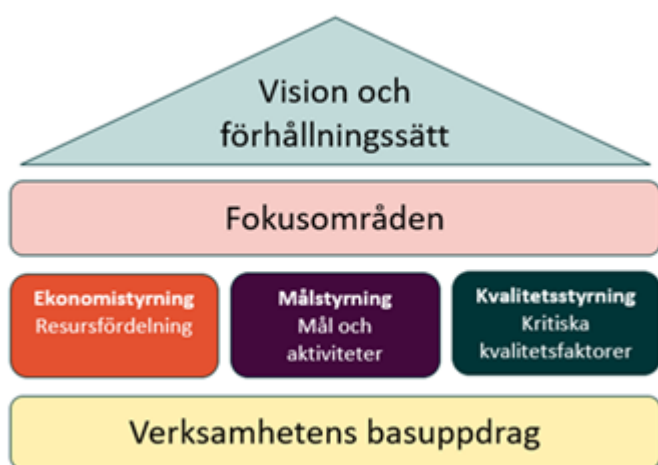 Vision och
förhållningssätt
Fokusområden
Ekonomistyrning
Resursfördelning
Målstyrning
Mål och
aktiviteter
Kvalitetsstyrning
Kritiska
kvalitetsfaktorer
Verksamhetens basuppdrag